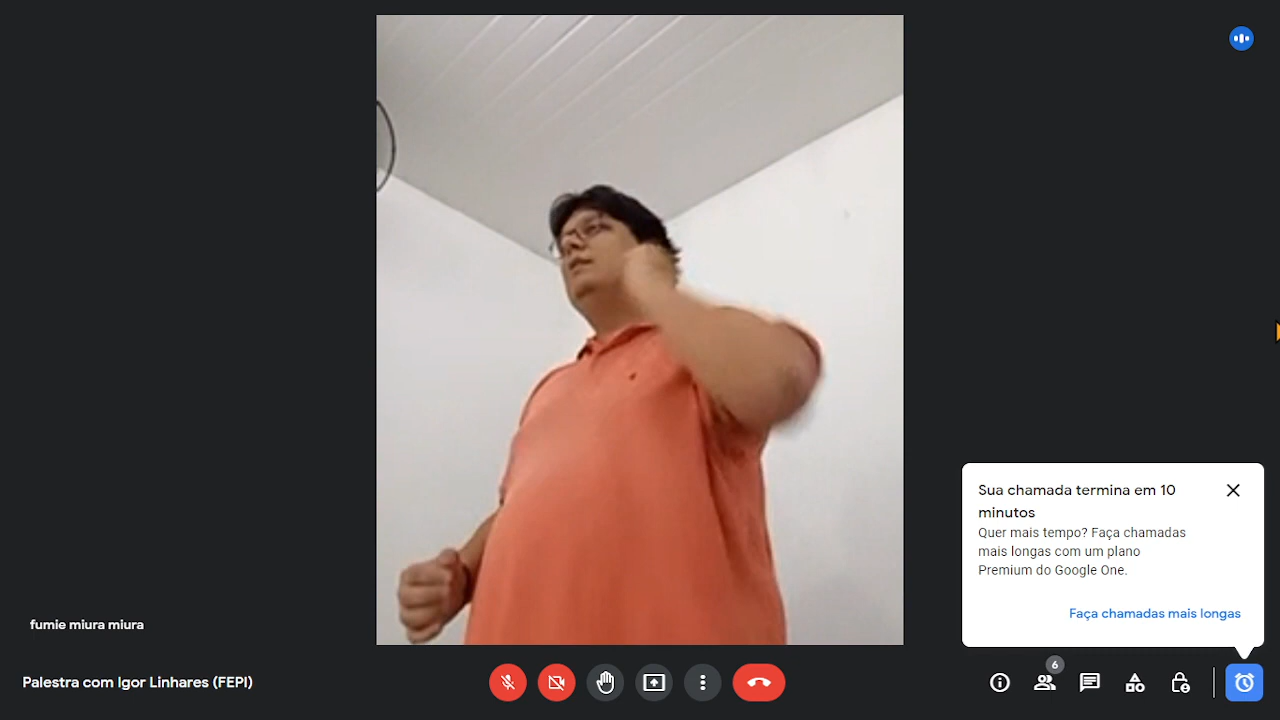 Sua chamada termina em 10
minutos
Quer mais tempo? Faça chamadas
mais longas com um plano
Premium do Google One.
Faça chamadas mais longas
fumie miura miura
Palestra com Igor Linhares (FEPI)
6